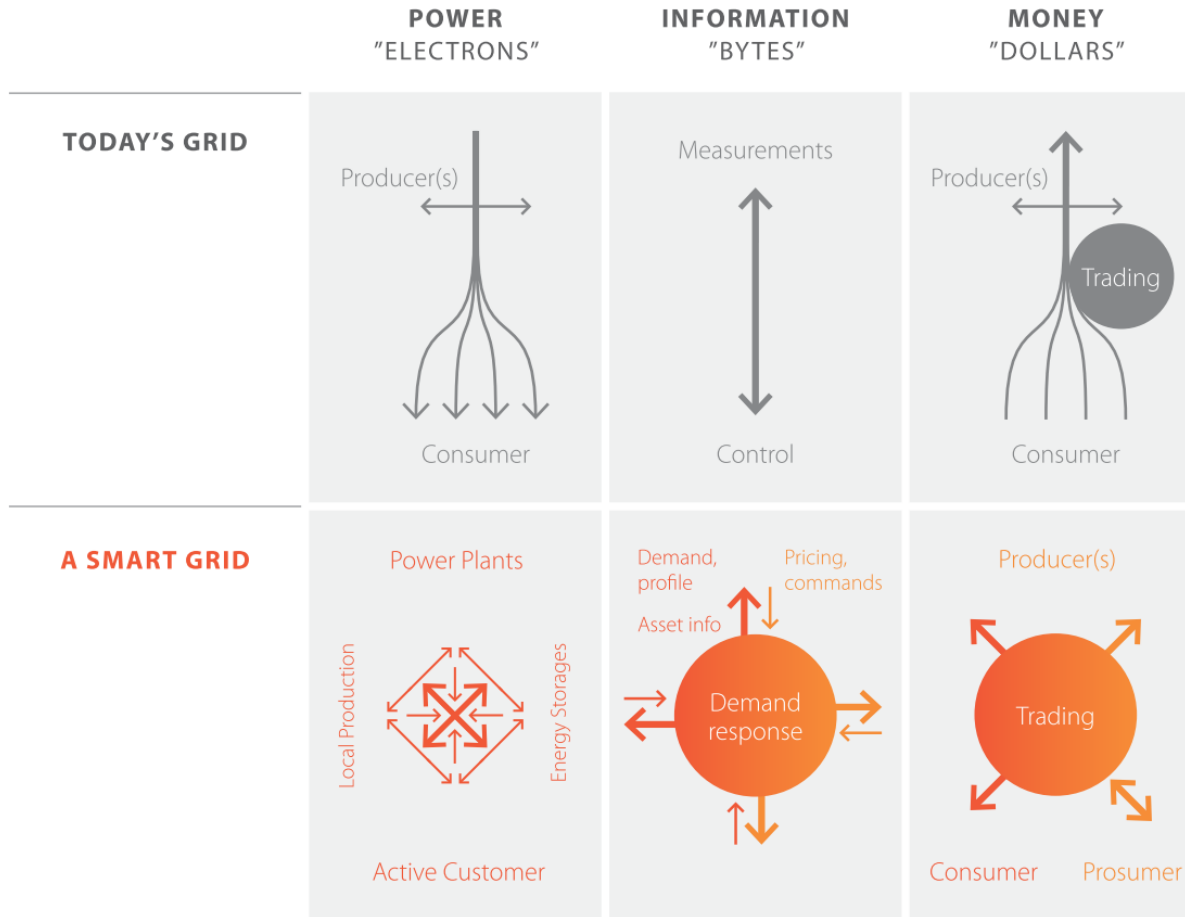 POWER
"ELECTRONS"
INFORMATION
"BYTES"
MONEY
"DOLLARS"
TODAY'S GRID
Producer(s)
Consumer
Measurements
Control
Producer(s)
Trading
Consumer
A SMART GRID
Power Plants
Local Production
Energy Storages
Active Customer
Demand,
profile
Pricing,
commands
Asset info
Demand
response
Producer(s)
Trading
Consumer
Prosumer